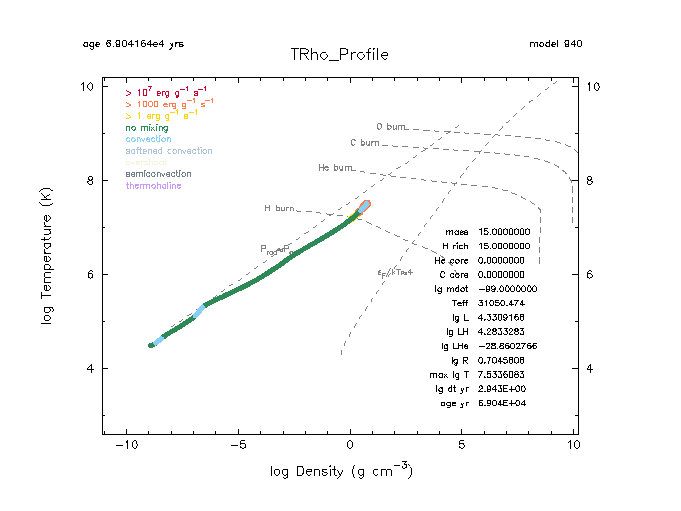 age 6.904164e4 yrs
model 940
TRho_Profile
> 10^7 erg g^-1 s^-1
> 1000 erg g^-1 s^-1
> 1 erg g^-1 s^-1
no mixing
convection
softened convection
overshoot
semiconvection
thermohaline
O burn
C burn
He burn
H burn
mass 15.0000000
H rich 15.0000000
He core 0.0000000
C core 0.0000000
lg mdot −99.0000000
Teff 31050.474
lg L 4.3309168
lg LH 4.2833283
lg LHe −28.8602766
lg R 0.7045808
max lg T 7.5336083
lg dt yr 2.943E+00
age yr 6.904E+04
10 8 6 4
10 8 6 4
−10 −5 0 5 10
log Temperature (K)
log Density (g cm^−3)